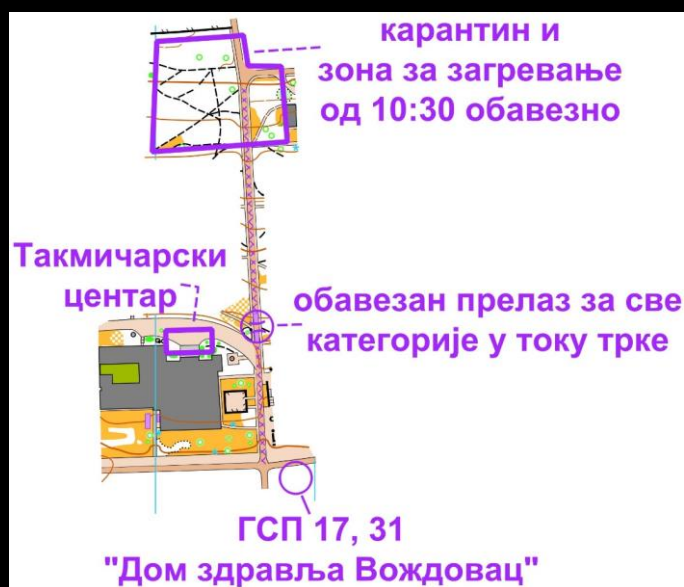 карантин и
зона за загревање
од 10:30 обавезно
Такмичарски
центар
обавезан прелаз за све
категорије у току трке
ГСП 17, 31
"Дом здравља Вождовац"